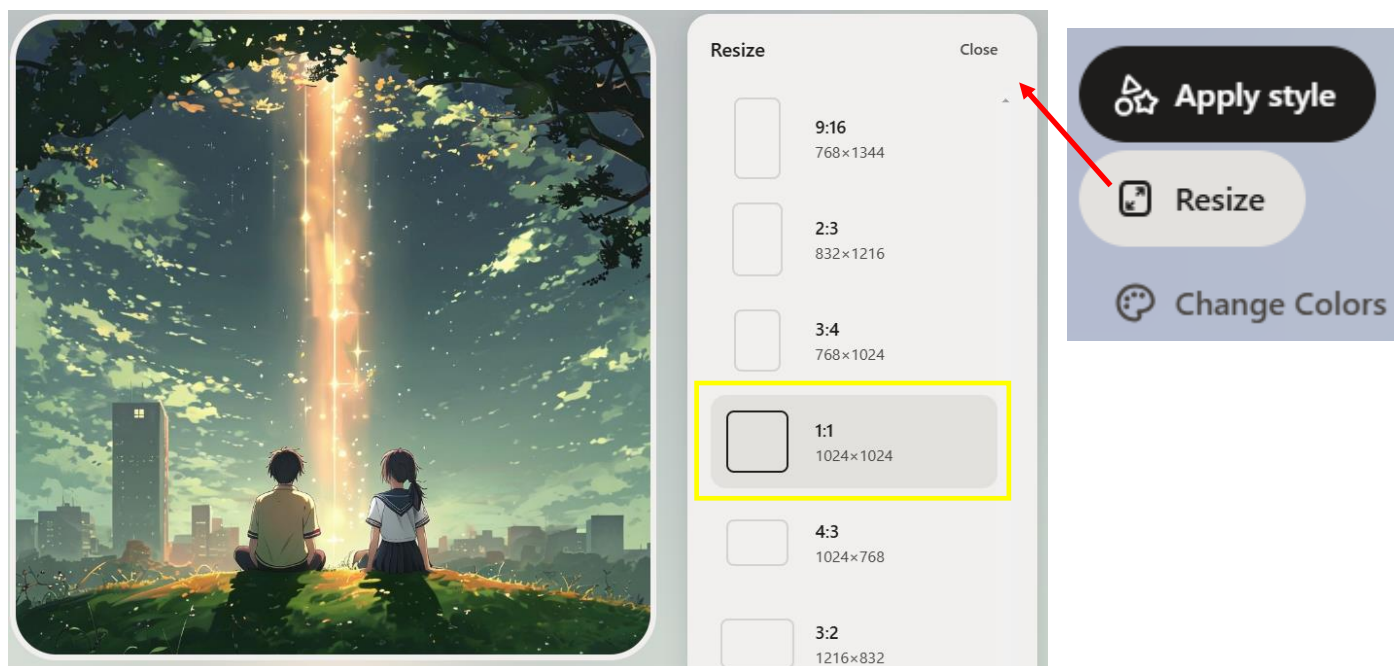 Resize
Close
9:16
768×1344
2:3
832×1216
3:4
768×1024
1:1
1024×1024
4:3
1024×768
3:2
1216×832
Apply style
Resize
Change Colors